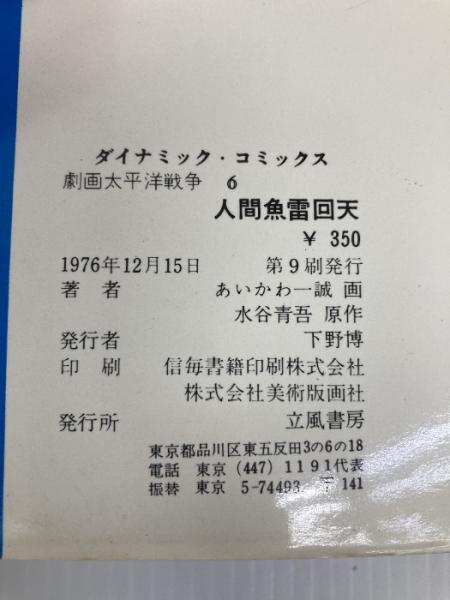 ダイナミック・コミックス
劇画太平洋戦争 6
人間魚雷回天
¥ 350
1976年12月15日 第9刷発行
著者 あいかわ一誠 画
水谷青吾 原作
発行者 下野博
印刷 信毎書籍印刷株式会社
株式会社美術版画社
発行所 立風書房
東京都品川区東五反田3の6の18
電話 東京(447)1191代表
振替 東京 5-74493 〒141